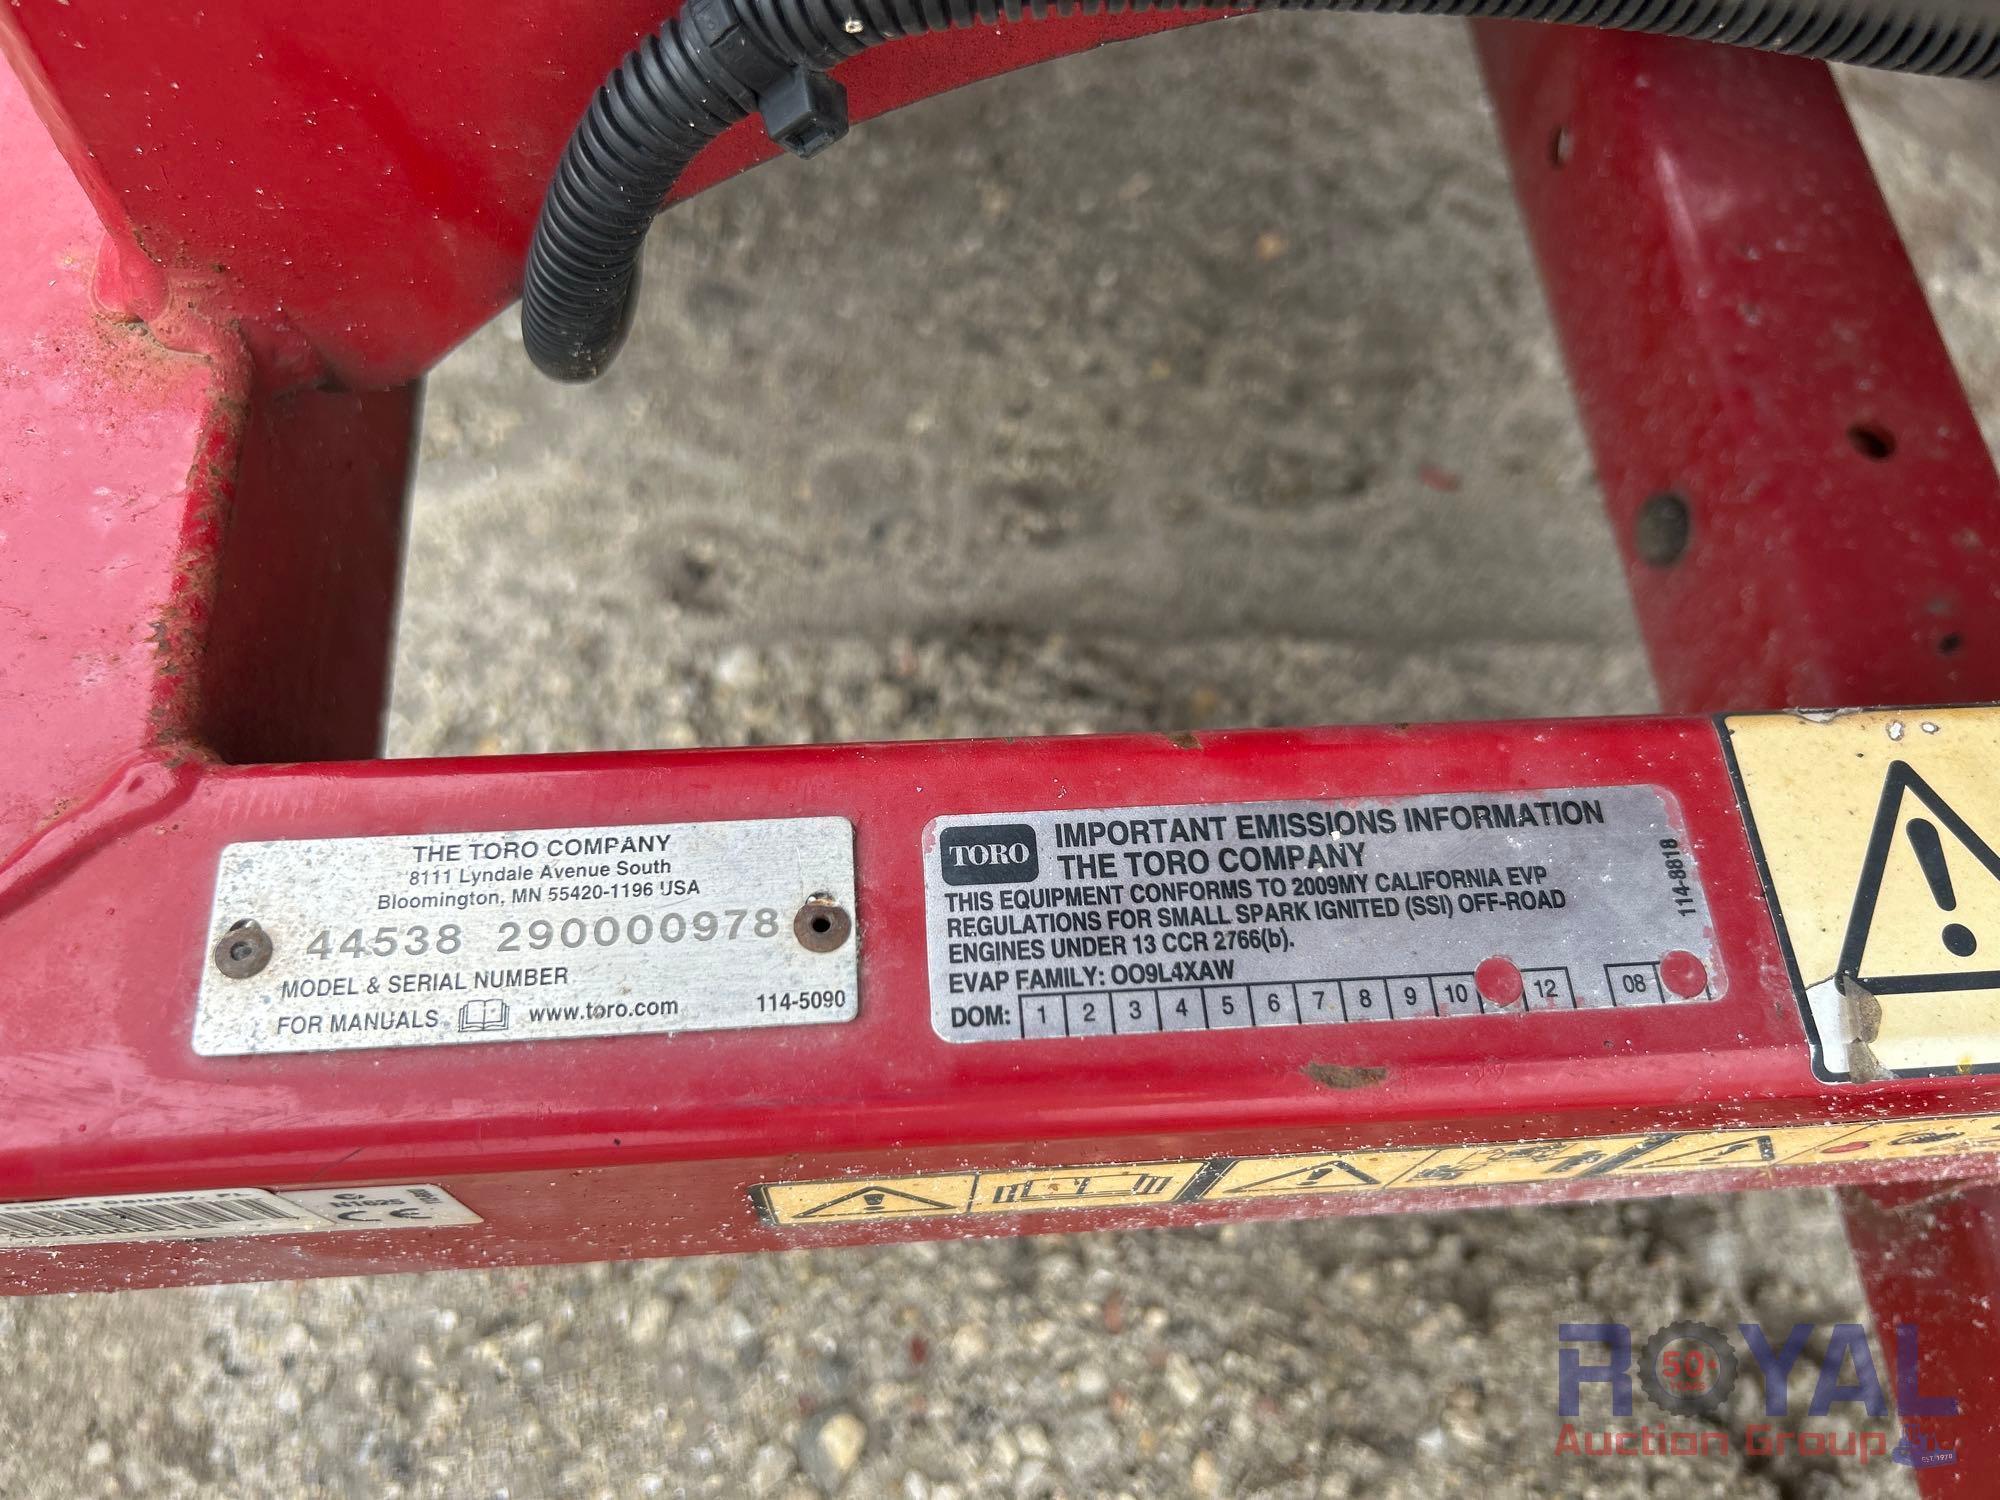 THE TORO COMPANY
8111 Lyndale Avenue South
Bloomington, MN 55420-1196 USA
44538 290000978
MODEL & SERIAL NUMBER
FOR MANUALS www.toro.com 114-5090
TORO
IMPORTANT EMISSIONS INFORMATION
THE TORO COMPANY
THIS EQUIPMENT CONFORMS TO 2009MY CALIFORNIA EVP
REGULATIONS FOR SMALL SPARK IGNITED (SSI) OFF-ROAD
ENGINES UNDER 13 CCR 2766(b).
EVAP FAMILY: OO9L4XAW
DOM: 1 2 3 4 5 6 7 8 9 10 12 08
114-8818
ROYAL
50+
Auction Group
EST. 1970